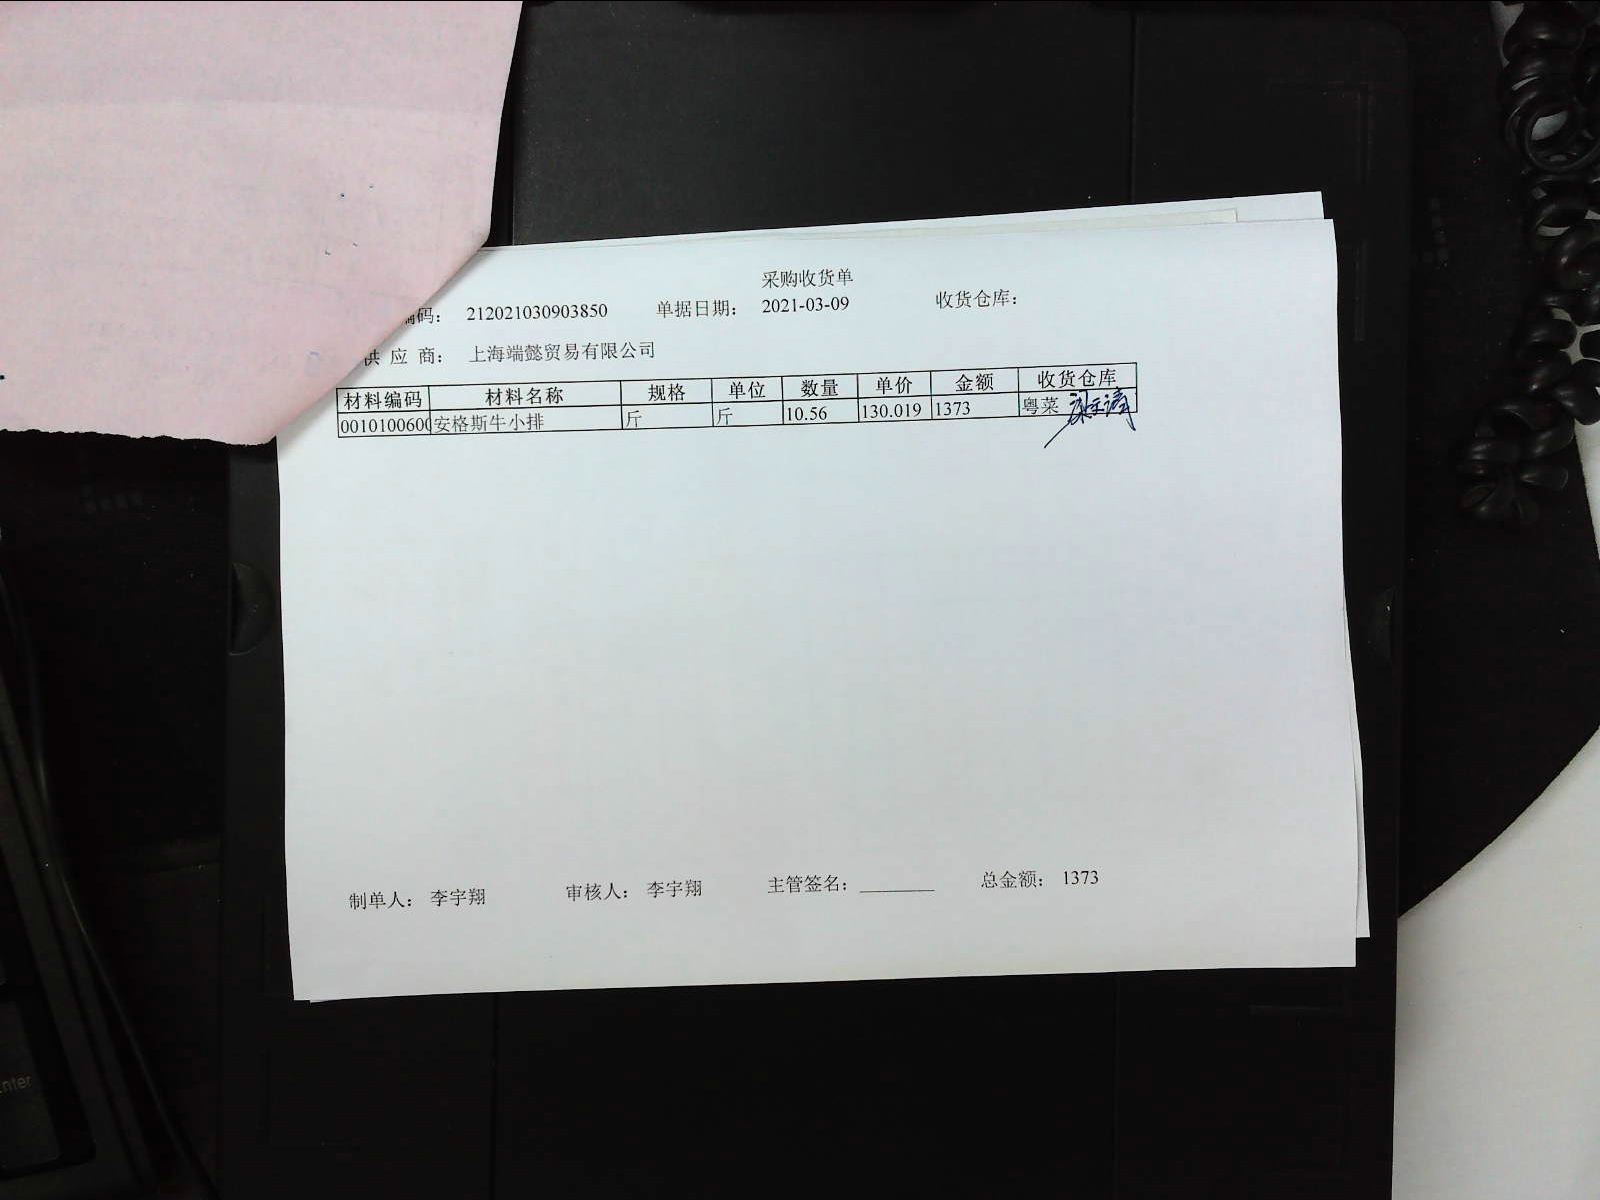 采购收货单
编码： 212021030903850 单据日期： 2021-03-09 收货仓库：
供 应 商： 上海端懿贸易有限公司
材料编码 材料名称 规格 单位 数量 单价 金额 收货仓库
0010100600 安格斯牛小排 斤 斤 10.56 130.019 1373 粤菜
制单人： 李宇翔 审核人： 李宇翔 主管签名： 总金额： 1373
Enter